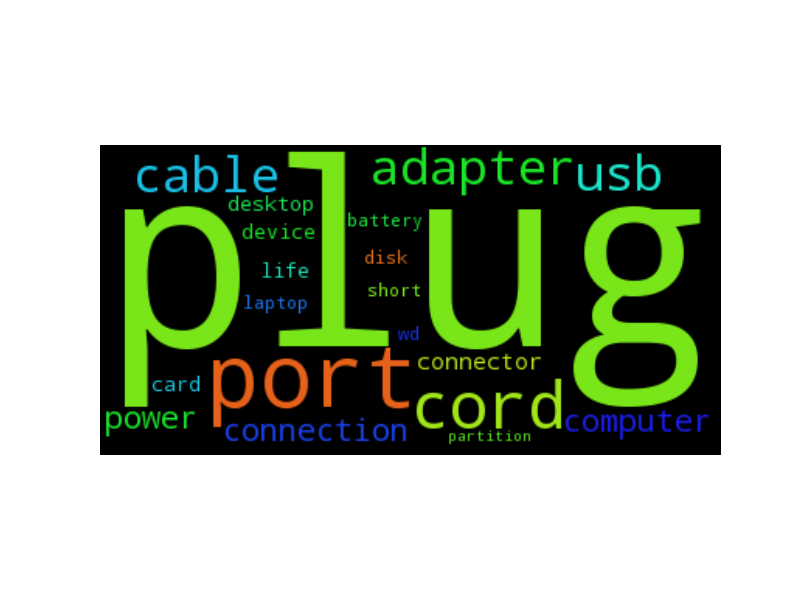 cable
adapter
usb
plug
desktop
battery
device
disk
life
short
laptop
wd
port
connector
card
cord
power
connection
computer
partition